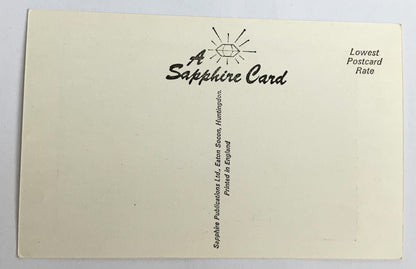 A
Sapphire Card
Lowest
Postcard
Rate
Sapphire Publications Ltd., Eaton Socon, Huntingdon.
Printed in England